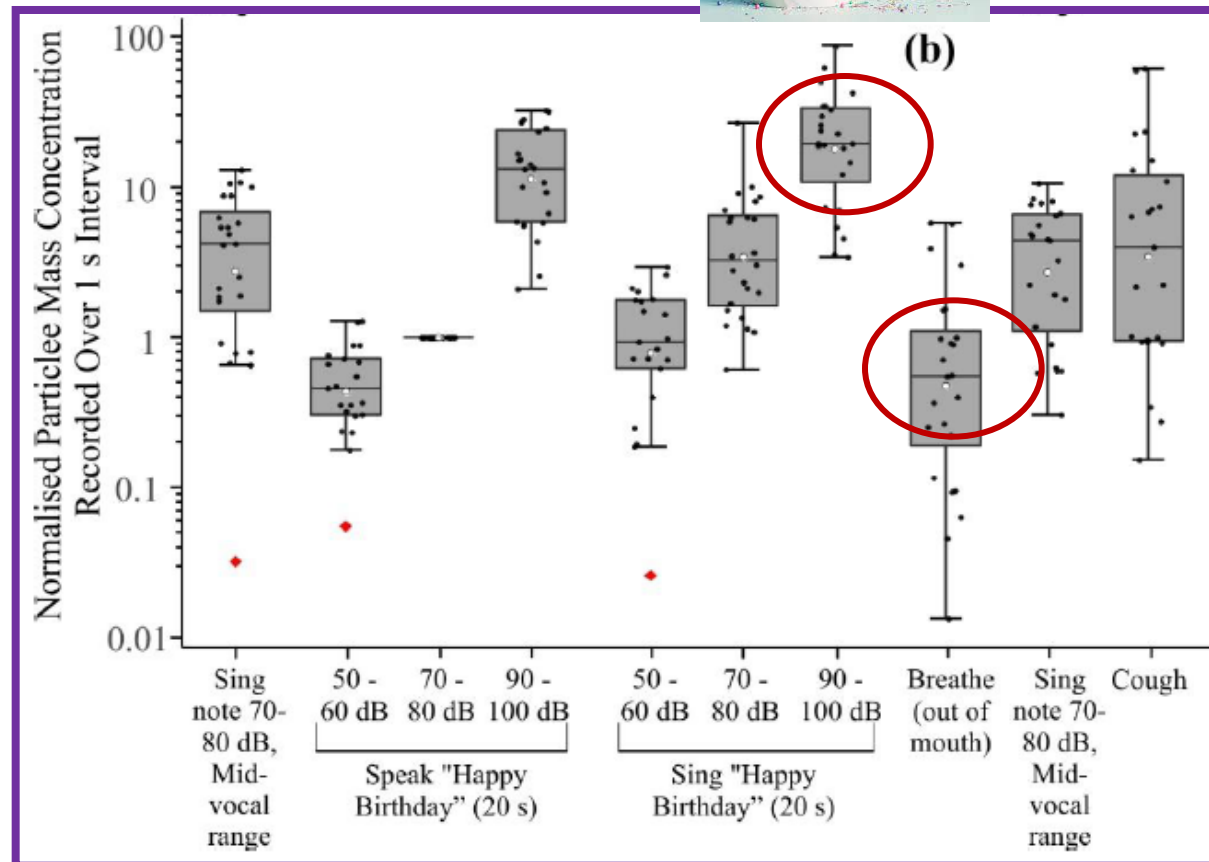 Normalised Particlee Mass Concentration
Recorded Over 1 s Interval
100
10
1
0.1
0.01
(b)
Sing
note 70-
80 dB,
Mid-
vocal
range
50 -
60 dB
70 -
80 dB
90 -
100 dB
Speak "Happy
Birthday” (20 s)
50 -
60 dB
70 -
80 dB
90 -
100 dB
Sing "Happy
Birthday” (20 s)
Breathe
(out of
mouth)
Sing
note 70-
80 dB,
Mid-
vocal
range
Cough